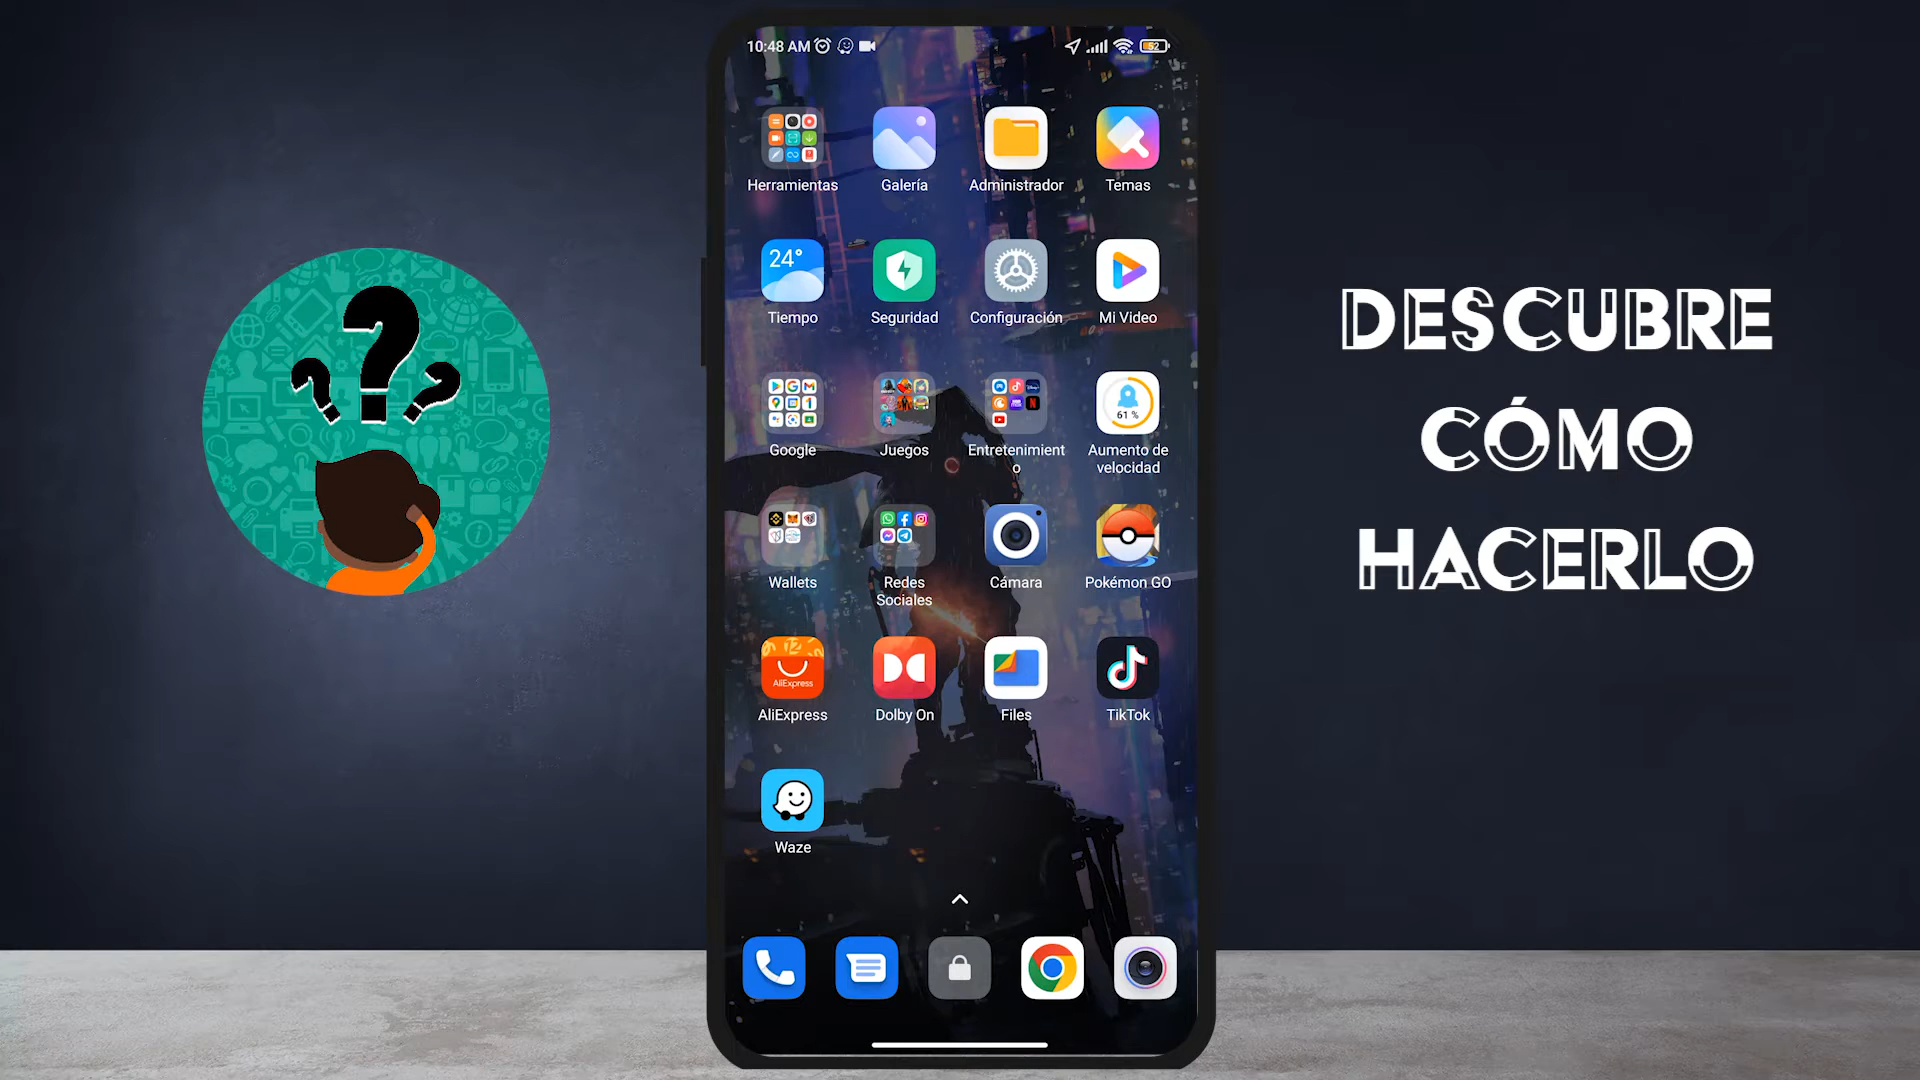 10:48 AM
52
Herramientas
Galería
Administrador
Temas
24°
Tiempo
Seguridad
Configuración
Mi Video
61 %
Google
Juegos
Entretenimient
o
Aumento de
velocidad
Wallets
Redes
Sociales
Cámara
Pokémon GO
AliExpress
AliExpress
Dolby On
Files
TikTok
Waze
DESCUBRE
CÓMO
HACERLO